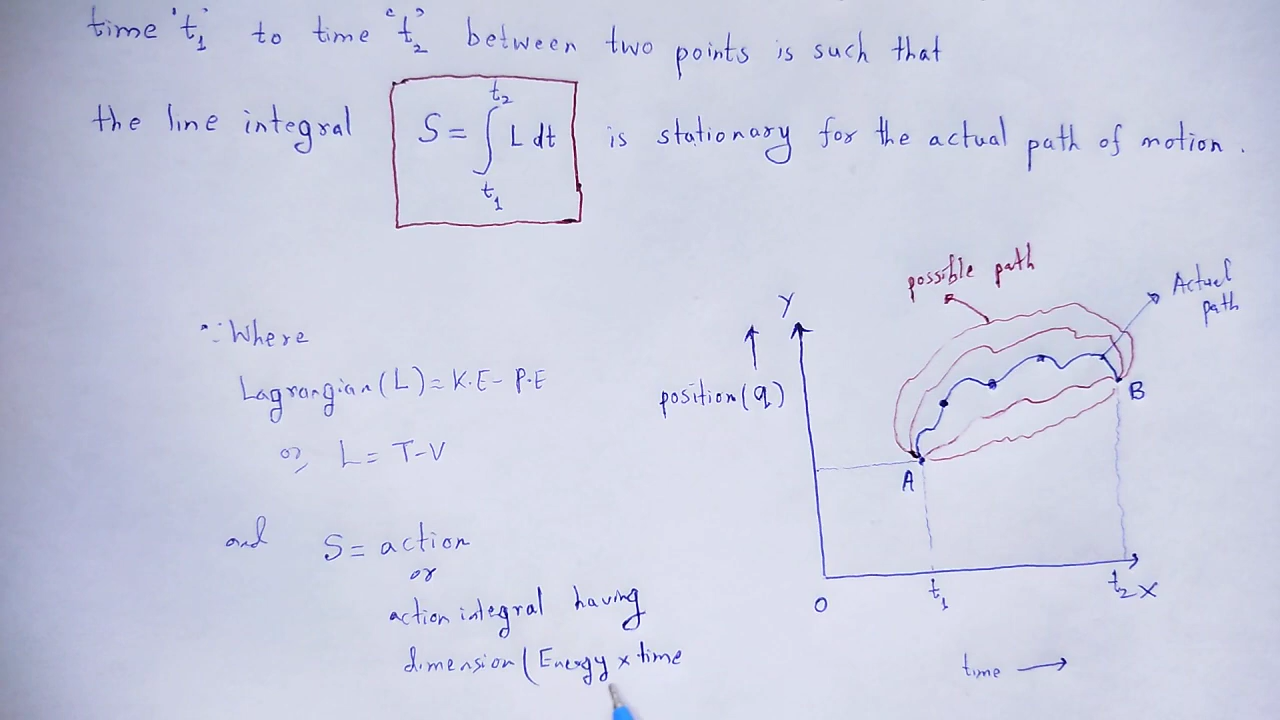 time 't₁' to time 't₂' between two points is such that
the line integral S = ∫ₜ₁ᵗ² L dt is stationary for the actual path of motion .
∵ Where
Lagrangian (L) = K.E - P.E
or, L = T-V
and S = action
or
action integral having
dimension (Energy × time
possible path
Actual
path
Y
position (q)
B
A
O
t₁
t₂
X
time →